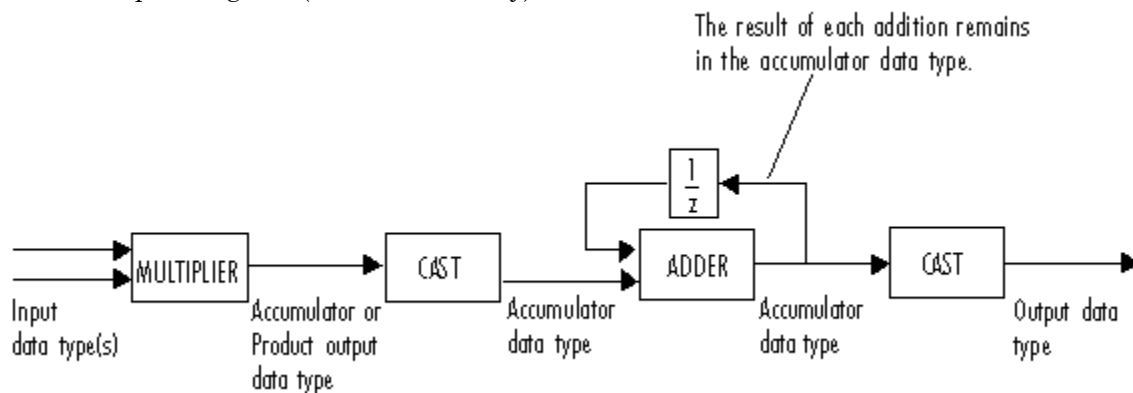 The result of each addition remains
in the accumulator data type.
1
z
MULTIPLIER
CAST
ADDER
CAST
Input
data type(s)
Accumulator or
Product output
data type
Accumulator
data type
Accumulator
data type
Output data
type